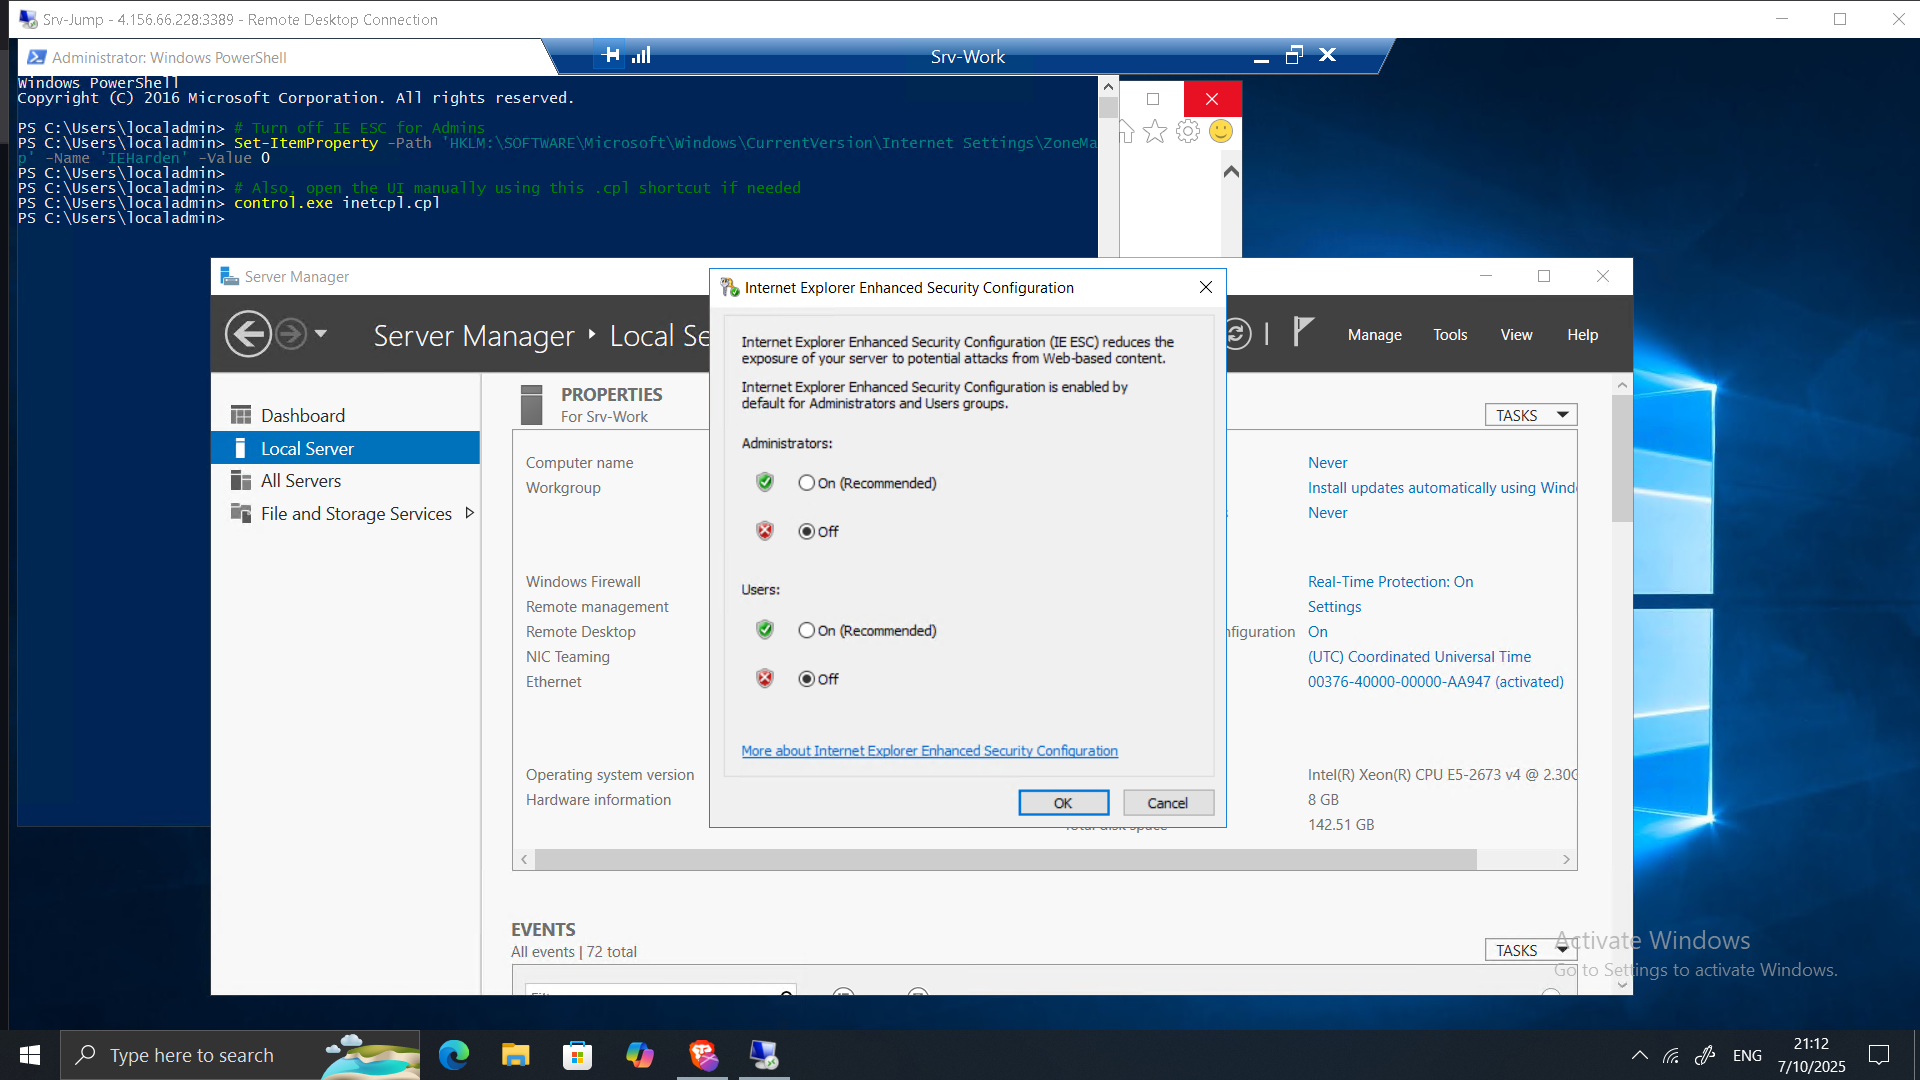 Srv-Jump - 4.156.66.228:3389 - Remote Desktop Connection
Administrator: Windows PowerShell
Srv-Work
Windows PowerShell
Copyright (C) 2016 Microsoft Corporation. All rights reserved.
PS C:\Users\localadmin> # Turn off IE ESC for Admins
PS C:\Users\localadmin> Set-ItemProperty -Path 'HKLM:\SOFTWARE\Microsoft\Windows\CurrentVersion\Internet Settings\ZoneMa
p' -Name 'IEHarden' -Value 0
PS C:\Users\localadmin>
PS C:\Users\localadmin> # Also, open the UI manually using this .cpl shortcut if needed
PS C:\Users\localadmin> control.exe inetcpl.cpl
PS C:\Users\localadmin>
Server Manager
Server Manager ‣ Local Se
Manage
Tools
View
Help
Dashboard
Local Server
All Servers
File and Storage Services
PROPERTIES
For Srv-Work
TASKS
Computer name
Workgroup
Windows Firewall
Remote management
Remote Desktop
NIC Teaming
Ethernet
Operating system version
Hardware information
Internet Explorer Enhanced Security Configuration
Internet Explorer Enhanced Security Configuration (IE ESC) reduces the
exposure of your server to potential attacks from Web-based content.
Internet Explorer Enhanced Security Configuration is enabled by
default for Administrators and Users groups.
Administrators:
On (Recommended)
Off
Users:
On (Recommended)
Off
More about Internet Explorer Enhanced Security Configuration
OK
Cancel
Never
Install updates automatically using Wind
Never
Real-Time Protection: On
Settings
nfiguration On
(UTC) Coordinated Universal Time
00376-40000-00000-AA947 (activated)
Intel(R) Xeon(R) CPU E5-2673 v4 @ 2.30G
8 GB
Total disk space 142.51 GB
EVENTS
All events | 72 total
TASKS
Activate Windows
Go to Settings to activate Windows.
Type here to search
ENG
21:12
7/10/2025